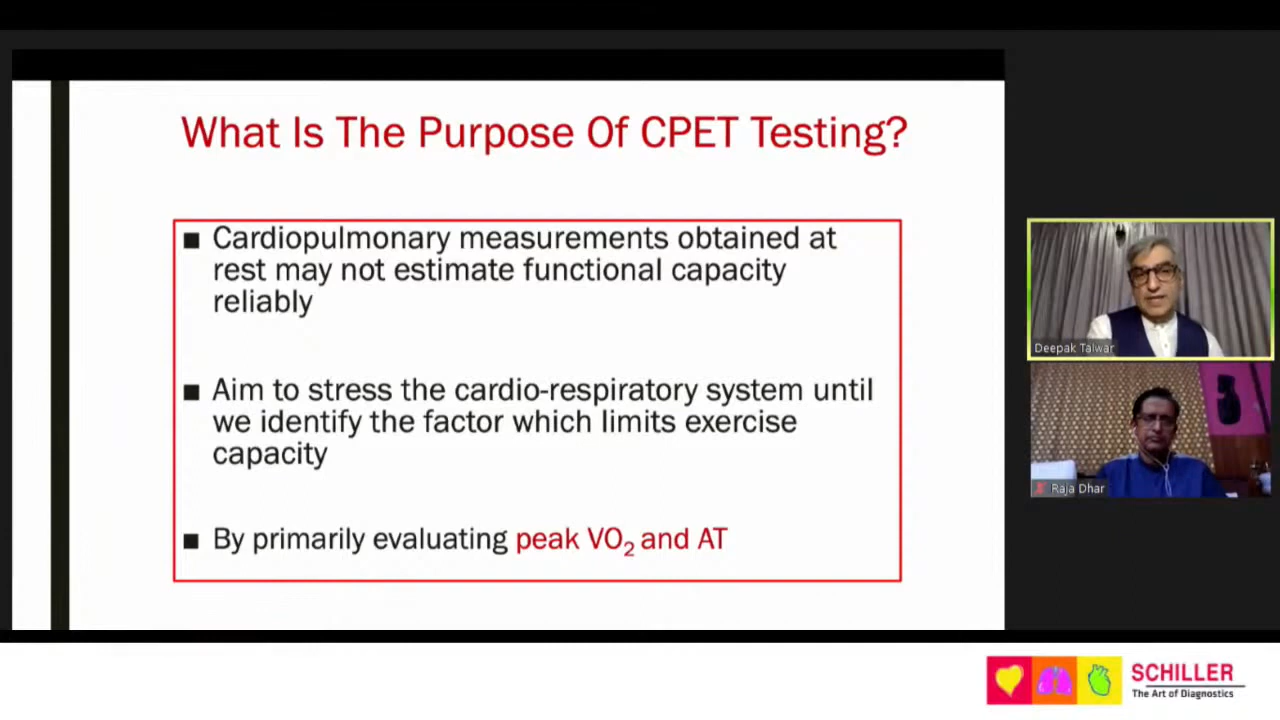 What Is The Purpose Of CPET Testing?
■ Cardiopulmonary measurements obtained at
rest may not estimate functional capacity
reliably
■ Aim to stress the cardio-respiratory system until
we identify the factor which limits exercise
capacity
■ By primarily evaluating peak VO₂ and AT
Deepak Talwar
Raja Dhar
SCHILLER
The Art of Diagnostics